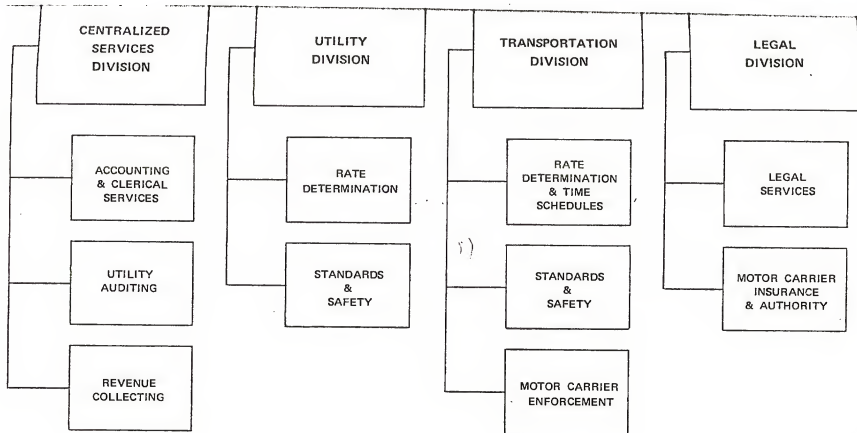 CENTRALIZED
SERVICES
DIVISION
ACCOUNTING
& CLERICAL
SERVICES
UTILITY
AUDITING
REVENUE
COLLECTING
UTILITY
DIVISION
RATE
DETERMINATION
STANDARDS
&
SAFETY
TRANSPORTATION
DIVISION
RATE
DETERMINATION
& TIME
SCHEDULES
STANDARDS
&
SAFETY
MOTOR CARRIER
ENFORCEMENT
LEGAL
DIVISION
LEGAL
SERVICES
MOTOR CARRIER
INSURANCE
& AUTHORITY